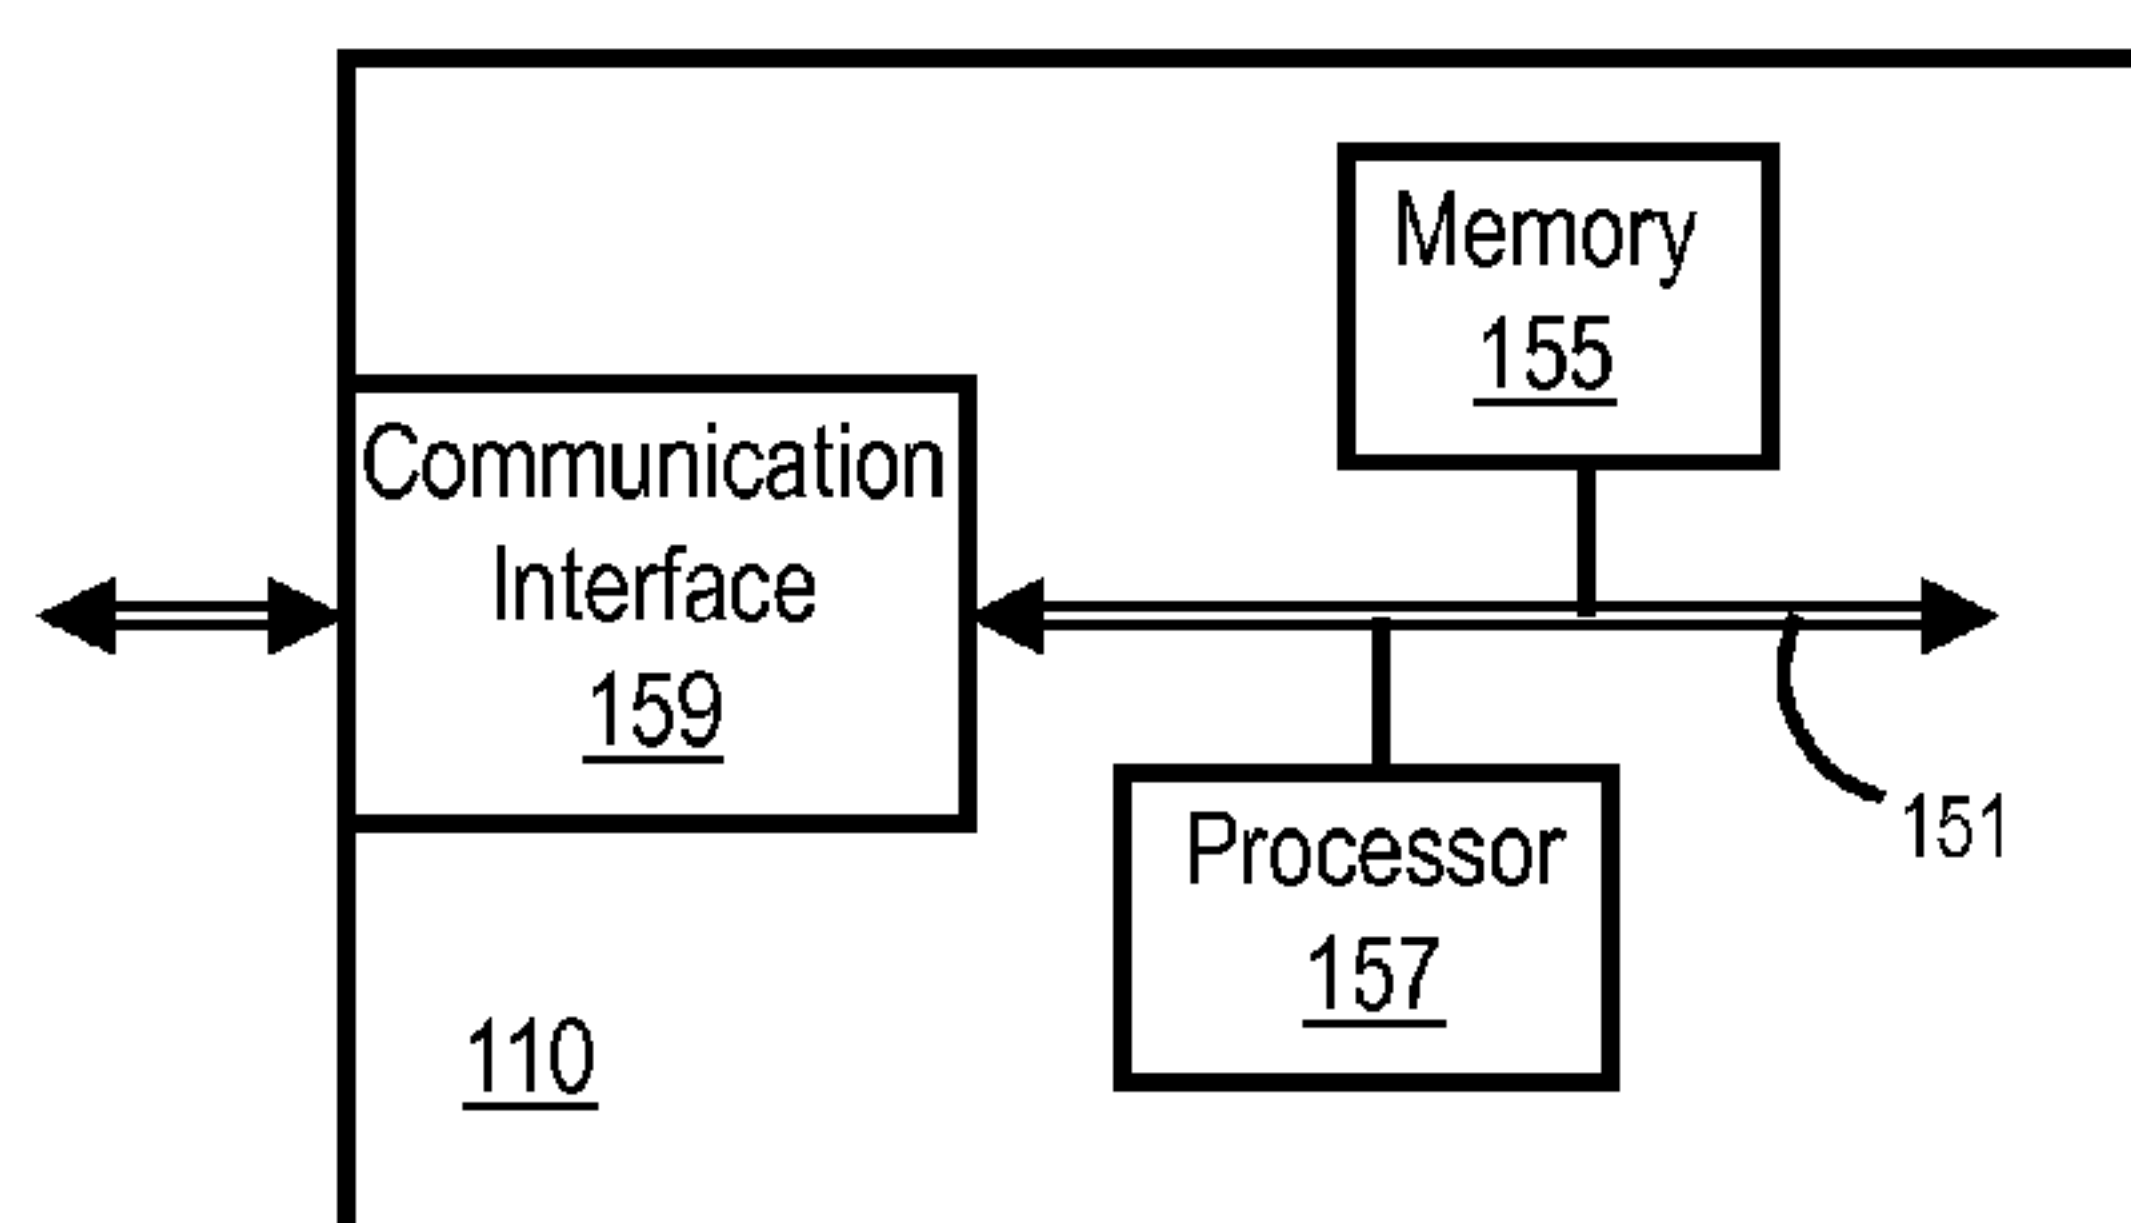 Memory
155
Communication
Interface
159
Processor
157
151
110